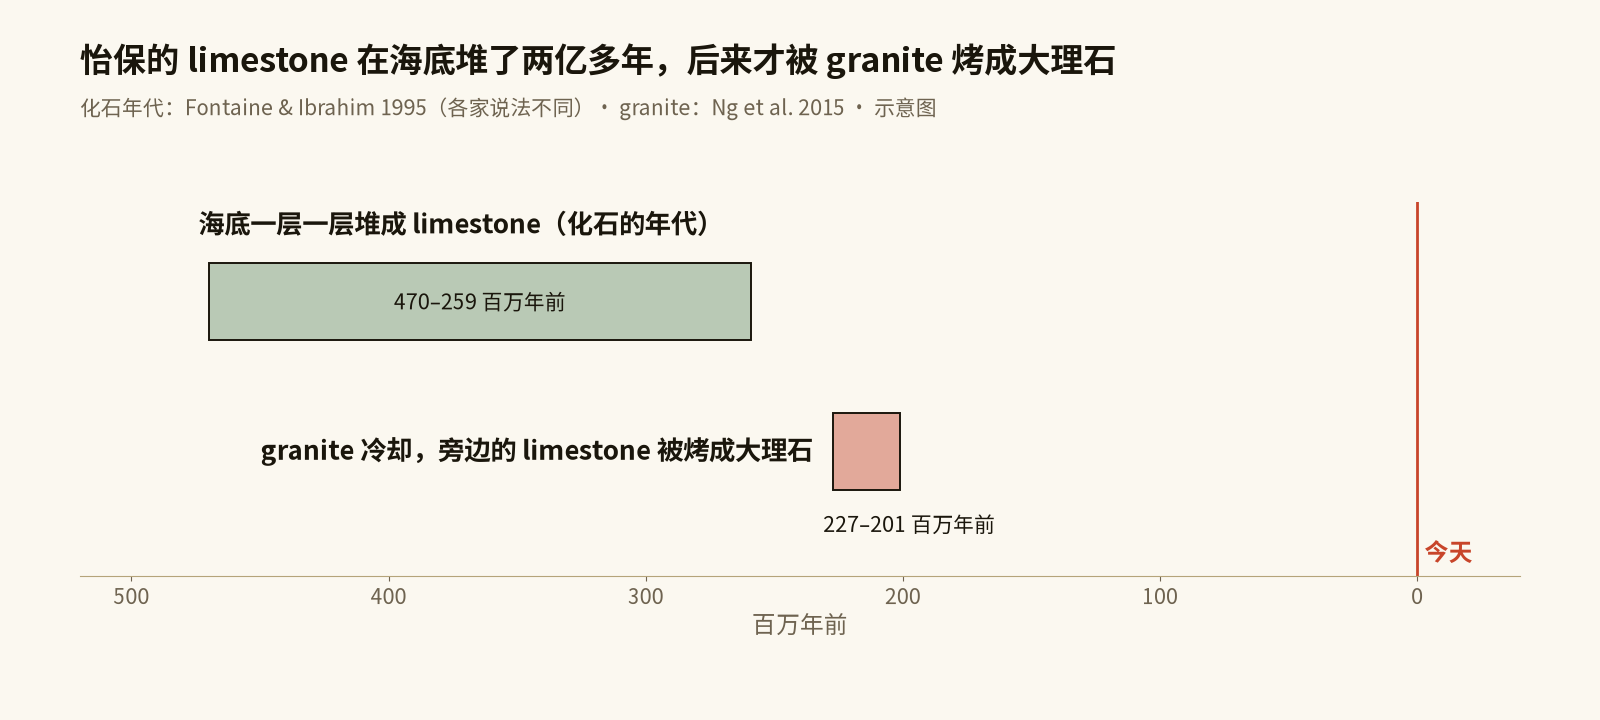 怡保的 limestone 在海底堆了两亿多年，后来才被 granite 烤成大理石
化石年代：Fontaine & Ibrahim 1995（各家说法不同） · granite：Ng et al. 2015 · 示意图
海底一层一层堆成 limestone（化石的年代）
470–259 百万年前
granite 冷却，旁边的 limestone 被烤成大理石
227–201 百万年前
今天
500 400 300 200 100 0
百万年前